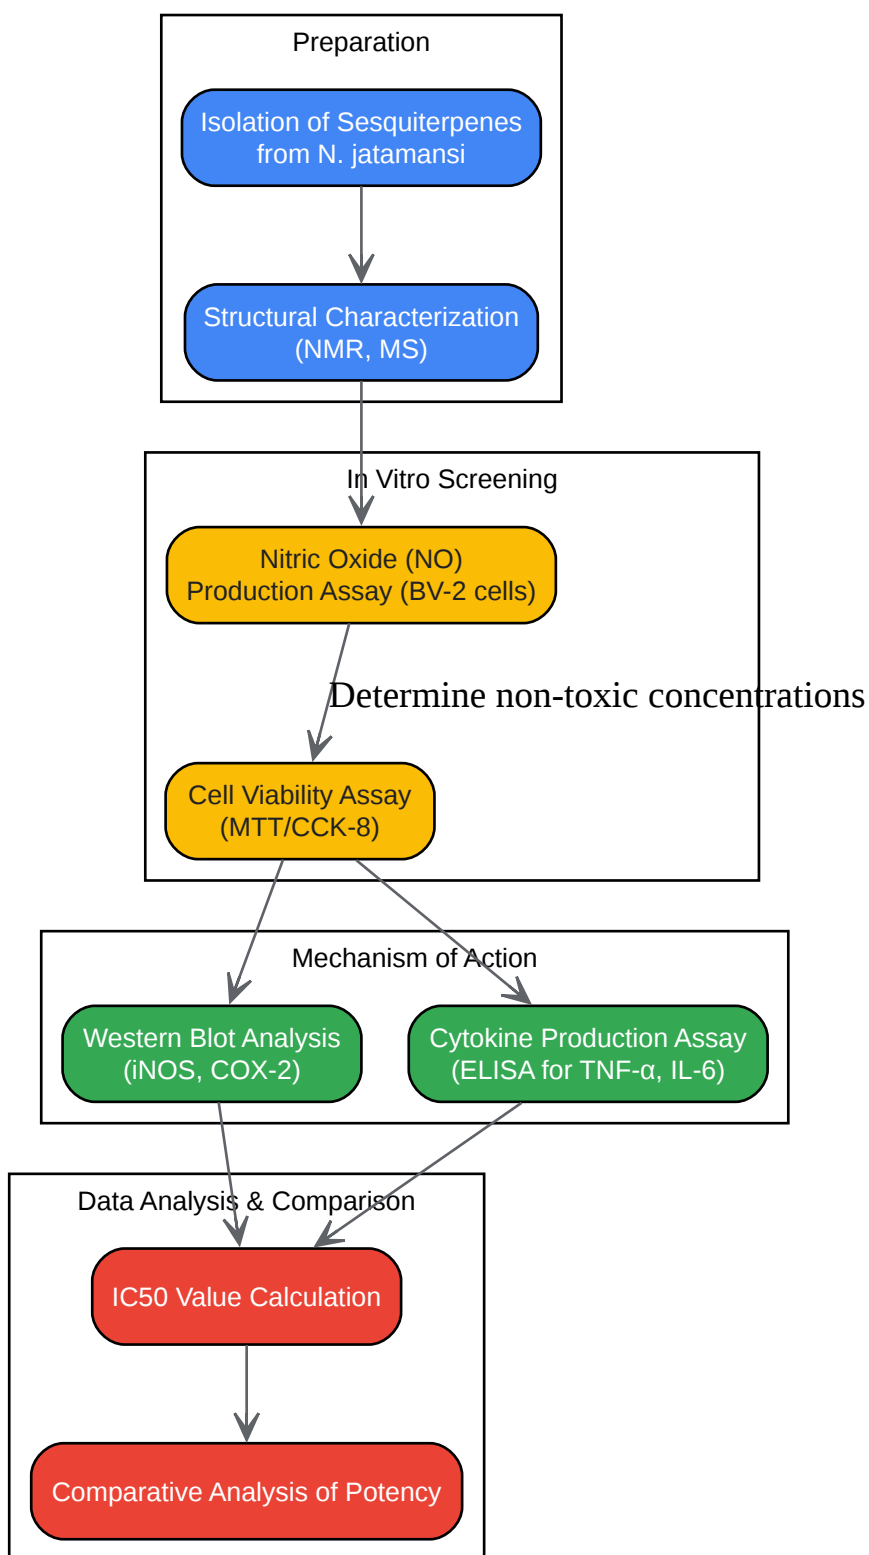 Preparation
Isolation of Sesquiterpenes
from N. jatamansi
Structural Characterization
(NMR, MS)
In Vitro Screening
Nitric Oxide (NO)
Production Assay (BV-2 cells)
Determine non-toxic concentrations
Cell Viability Assay
(MTT/CCK-8)
Mechanism of Action
Western Blot Analysis
(iNOS, COX-2)
Cytokine Production Assay
(ELISA for TNF-α, IL-6)
Data Analysis & Comparison
IC50 Value Calculation
Comparative Analysis of Potency